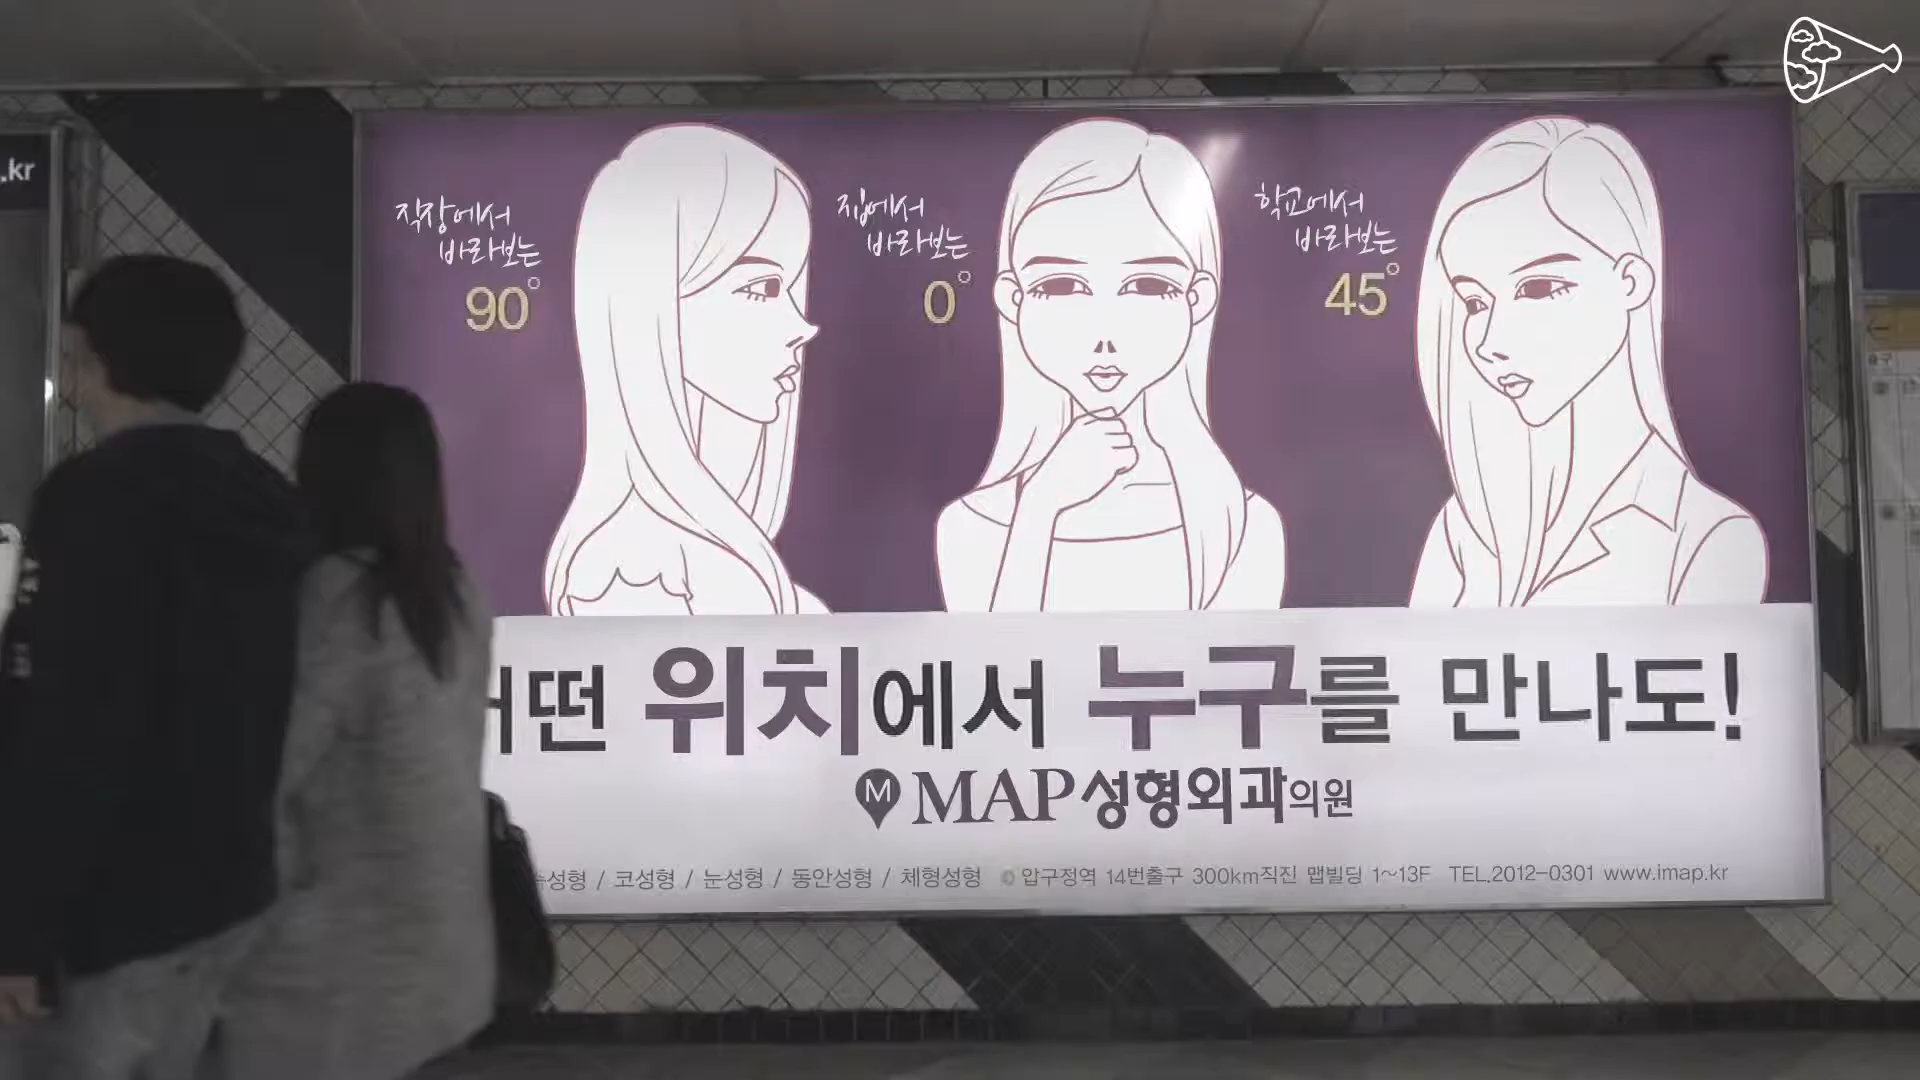 .kr
직장에서
바라보는
90°
집에서
바라보는
0°
학교에서
바라보는
45°
떤 위치에서 누구를 만나도!
M MAP성형외과의원
수성형 / 코성형 / 눈성형 / 동안성형 / 체형성형 압구정역 14번출구 300km직진 맵빌딩 1~13F TEL.2012-0301 www.imap.kr